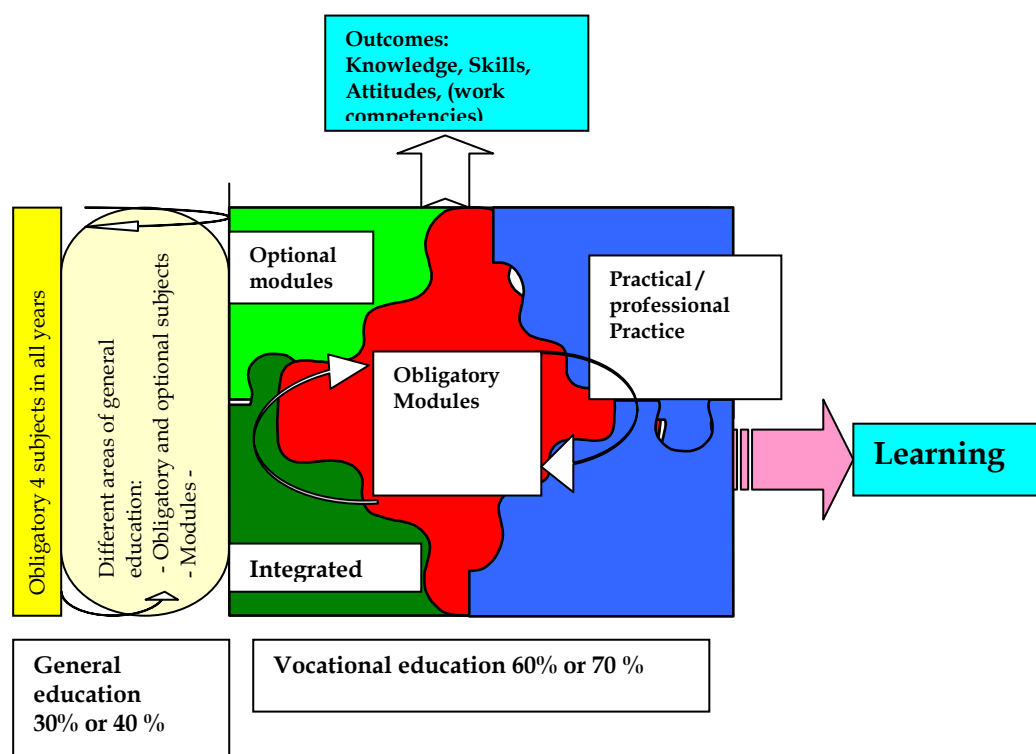 Outcomes:
Knowledge, Skills,
Attitudes, (work
competencies)
Obligatory 4 subjects in all years
Different areas of general
education:
- Obligatory and optional subjects
- Modules -
Optional
modules
Practical/
professional
Practice
Obligatory
Modules
Learning
Integrated
General
education
30% or 40 %
Vocational education 60% or 70 %